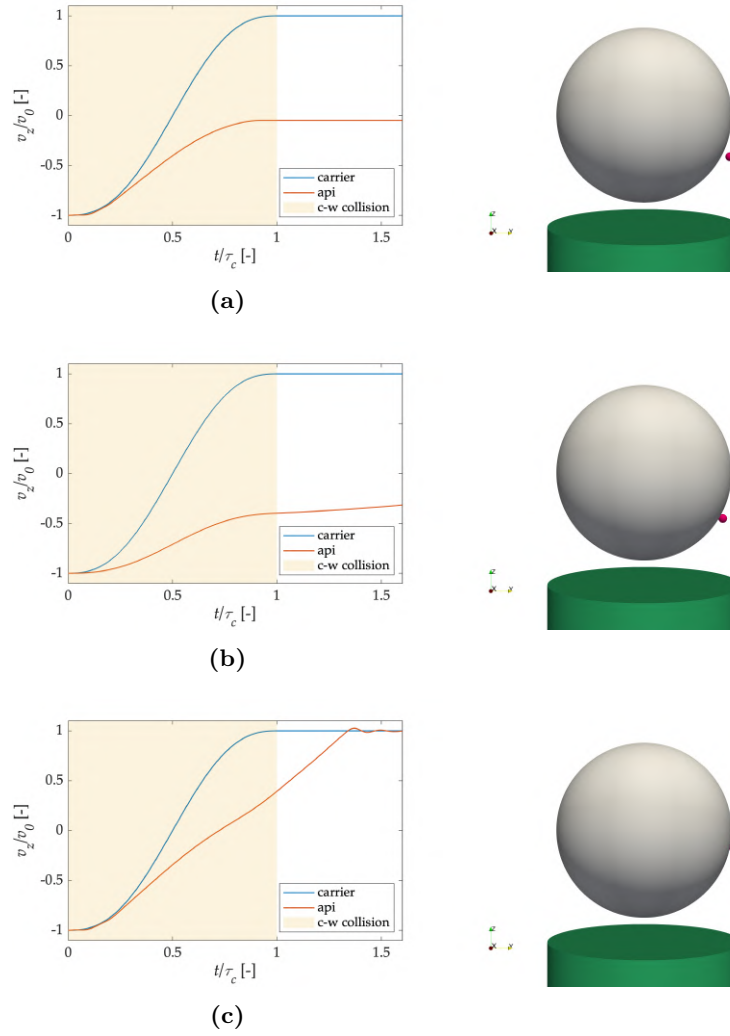 1
0.5
0
-0.5
-1
v_z/v_0 [-]
carrier
api
c-w collision
0 0.5 1 1.5
t/τ_c [-]
Z
X Y
(a)
1
0.5
0
-0.5
-1
v_z/v_0 [-]
carrier
api
c-w collision
0 0.5 1 1.5
t/τ_c [-]
Z
X Y
(b)
1
0.5
0
-0.5
-1
v_z/v_0 [-]
carrier
api
c-w collision
0 0.5 1 1.5
t/τ_c [-]
Z
X Y
(c)